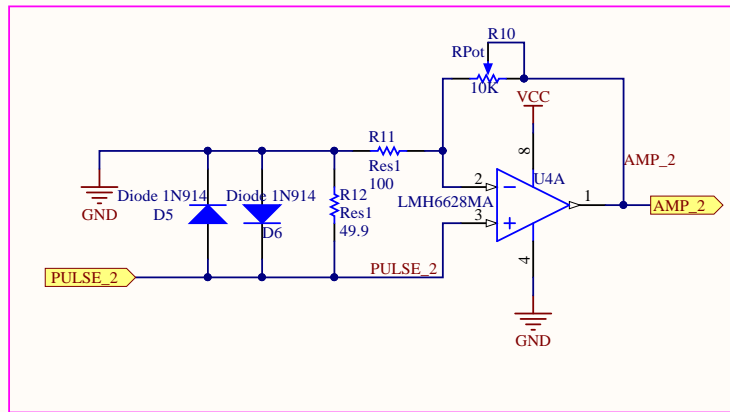 R10
RPot
10K
VCC
R11
Res1
100
8
AMP_2
2
U4A
Diode 1N914
Diode 1N914
R12
LMH6628MA
1
AMP_2
GND
D5
Res1
3
D6
49.9
PULSE_2
PULSE_2
4
GND